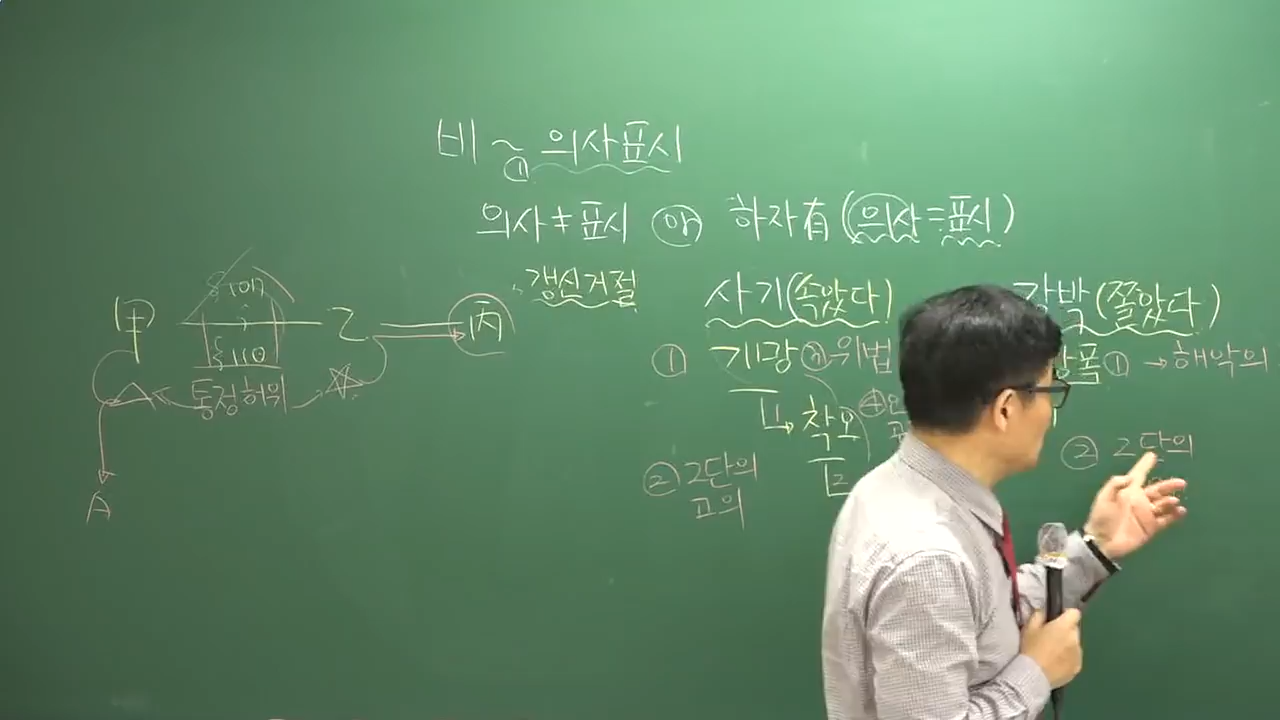 비 ~ 의사표시
①
의사≠표시 or 하자有(의사=표시)
갱신거절
사기(속았다)
강박(쫄았다)
甲
乙
丙
통정허위
A
① 기망 위법
↳ 착오
② 2단의
고의
① → 해악의
② 2단의